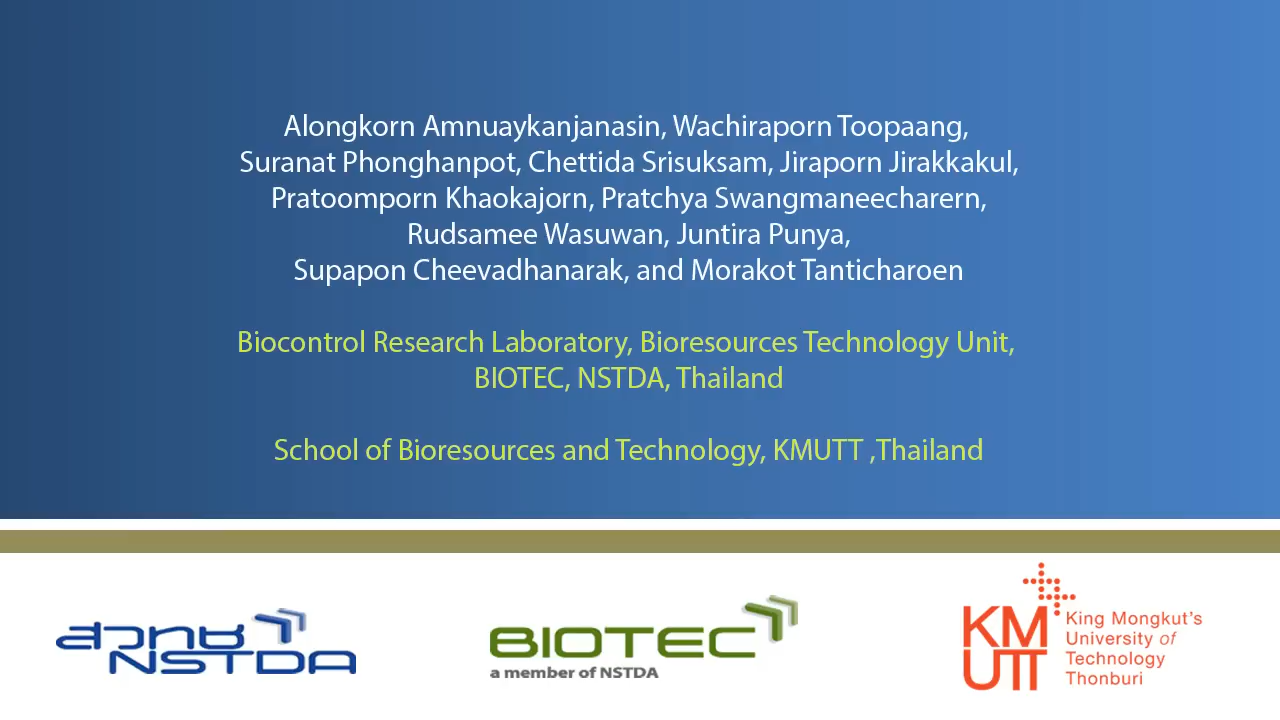 Alongkorn Amnuaykanjanasin, Wachiraporn Toopaang,
Suranat Phonghanpot, Chettida Srisuksam, Jiraporn Jirakkakul,
Pratoomporn Khaokajorn, Pratchya Swangmaneecharern,
Rudsamee Wasuwan, Juntira Punya,
Supapon Cheevadhanarak, and Morakot Tanticharoen
Biocontrol Research Laboratory, Bioresources Technology Unit,
BIOTEC, NSTDA, Thailand
School of Bioresources and Technology, KMUTT ,Thailand
สวทช
NSTDA
BIOTEC
a member of NSTDA
KM
UTT
King Mongkut's
University of
Technology
Thonburi